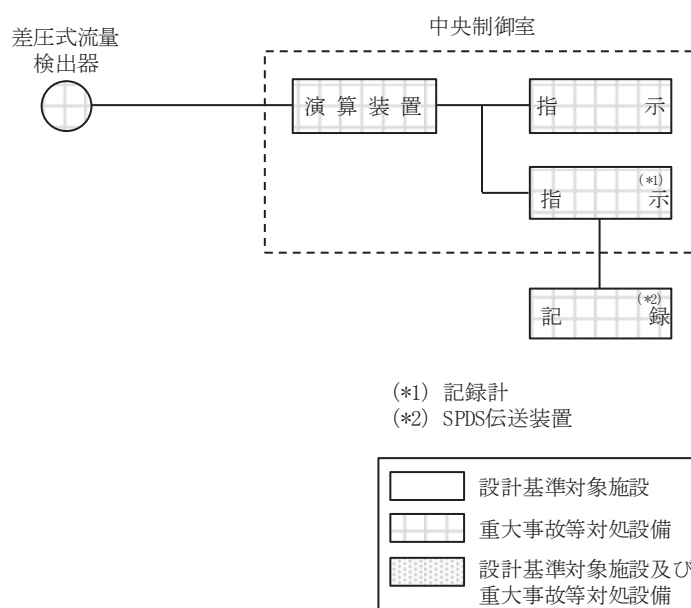 中央制御室
差圧式流量
検出器
演算装置
指示
(*1)
指示
(*2)
記録
(*1) 記録計
(*2) SPDS伝送装置
設計基準対象施設
重大事故等対処設備
設計基準対象施設及び
重大事故等対処設備